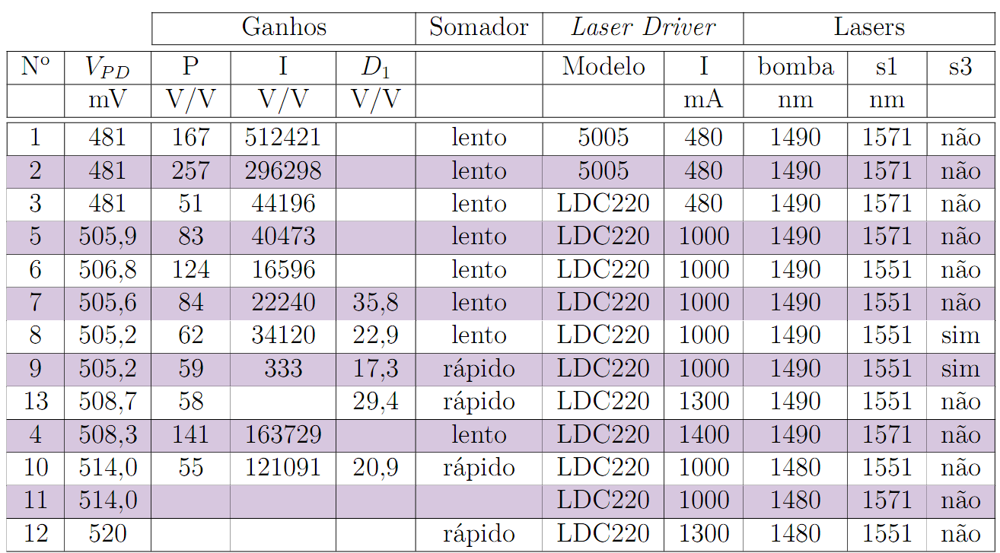 Ganhos Somador Laser Driver Lasers
Nº V_PD P I D_1 Modelo I bomba s1 s3
mV V/V V/V V/V mA nm nm
1 481 167 512421 lento 5005 480 1490 1571 não
2 481 257 296298 lento 5005 480 1490 1571 não
3 481 51 44196 lento LDC220 480 1490 1571 não
5 505,9 83 40473 lento LDC220 1000 1490 1571 não
6 506,8 124 16596 lento LDC220 1000 1490 1551 não
7 505,6 84 22240 35,8 lento LDC220 1000 1490 1551 não
8 505,2 62 34120 22,9 lento LDC220 1000 1490 1551 sim
9 505,2 59 333 17,3 rápido LDC220 1000 1490 1551 sim
13 508,7 58 29,4 rápido LDC220 1300 1490 1551 não
4 508,3 141 163729 lento LDC220 1400 1490 1571 não
10 514,0 55 121091 20,9 rápido LDC220 1000 1480 1551 não
11 514,0 LDC220 1000 1480 1571 não
12 520 rápido LDC220 1300 1480 1551 não